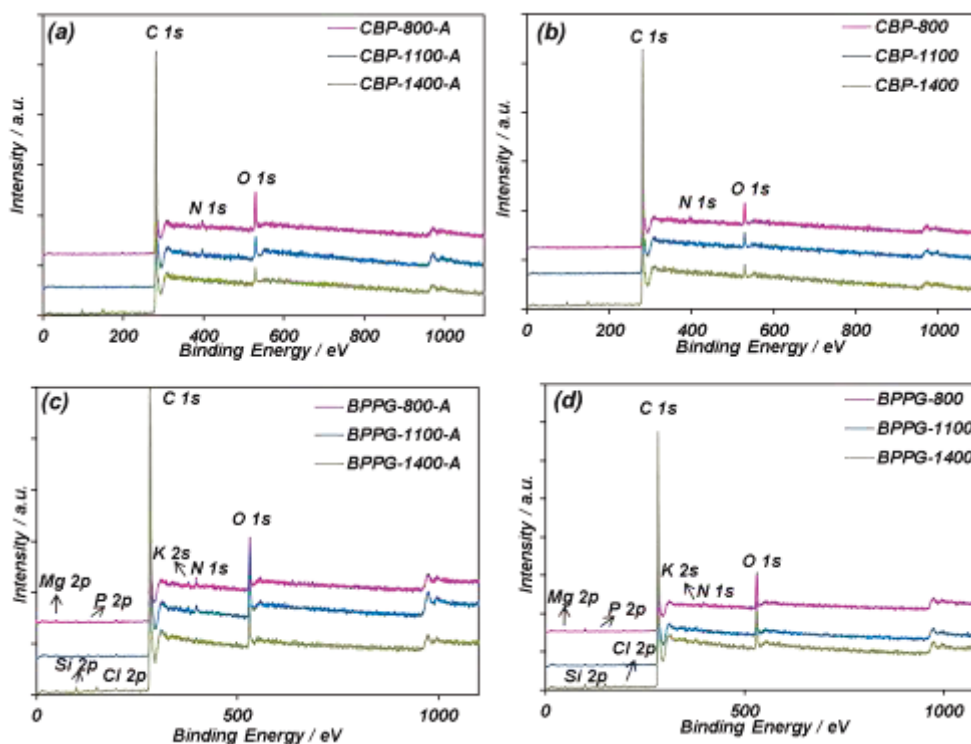 (a)
C 1s
CBP-800-A
CBP-1100-A
CBP-1400-A
O 1s
N 1s
Intensity / a.u.
0 200 400 600 800 1000
Binding Energy / eV
(b)
C 1s
CBP-800
CBP-1100
CBP-1400
O 1s
N 1s
Intensity / a.u.
0 200 400 600 800 1000
Binding Energy / eV
(c)
C 1s
BPPG-800-A
BPPG-1100-A
BPPG-1400-A
O 1s
K 2s
N 1s
Mg 2p
P 2p
Si 2p
Cl 2p
Intensity / a.u.
0 500 1000
Binding Energy / eV
(d)
C 1s
BPPG-800
BPPG-1100
BPPG-1400
O 1s
K 2s
N 1s
Mg 2p
P 2p
Cl 2p
Si 2p
Intensity / a.u.
0 500 1000
Binding Energy / eV